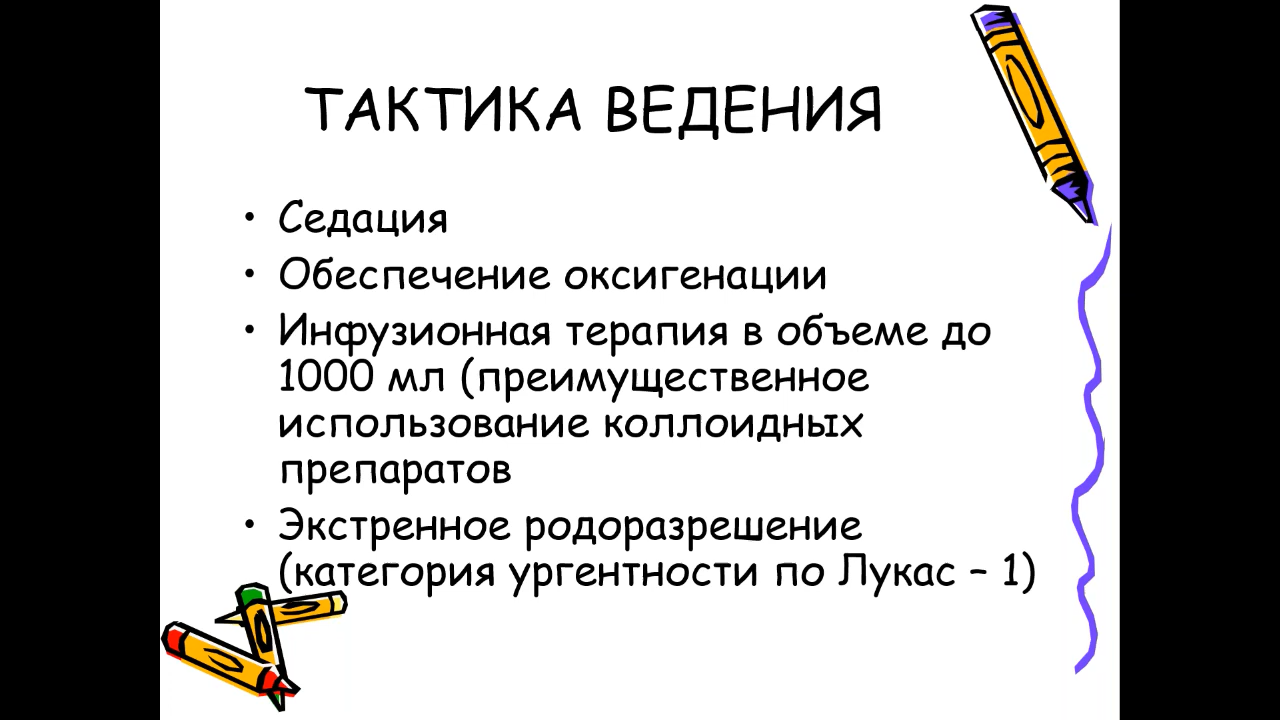 ТАКТИКА ВЕДЕНИЯ
• Седация
• Обеспечение оксигенации
• Инфузионная терапия в объеме до
1000 мл (преимущественное
использование коллоидных
препаратов
• Экстренное родоразрешение
(категория ургентности по Лукас – 1)